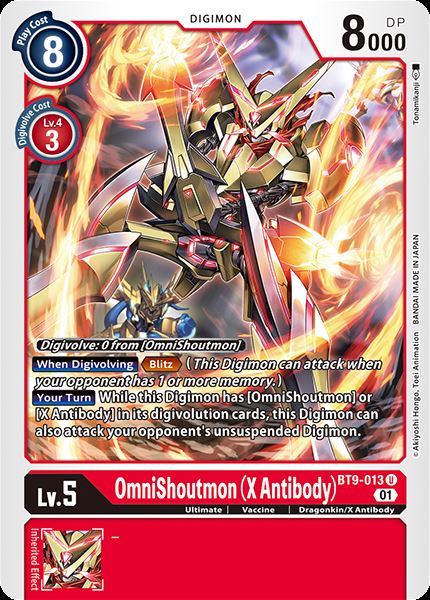 Play Cost
8
DIGIMON
8000
DP
Digivolve Cost
Lv.4
3
Tomamikanji
Digivolve: 0 from [OmniShoutmon]
When Digivolving Blitz (This Digimon can attack when
your opponent has 1 or more memory.)
Your Turn While this Digimon has [OmniShoutmon] or
[X Antibody] in its digivolution cards, this Digimon can
also attack your opponent's unsuspended Digimon.
© Akiyoshi Hongo, Toei Animation BANDAI MADE IN JAPAN
Lv.5
OmniShoutmon (X Antibody)
BT9-013 U
01
Ultimate | Vaccine | Dragonkin/X Antibody
Inherited Effect
–